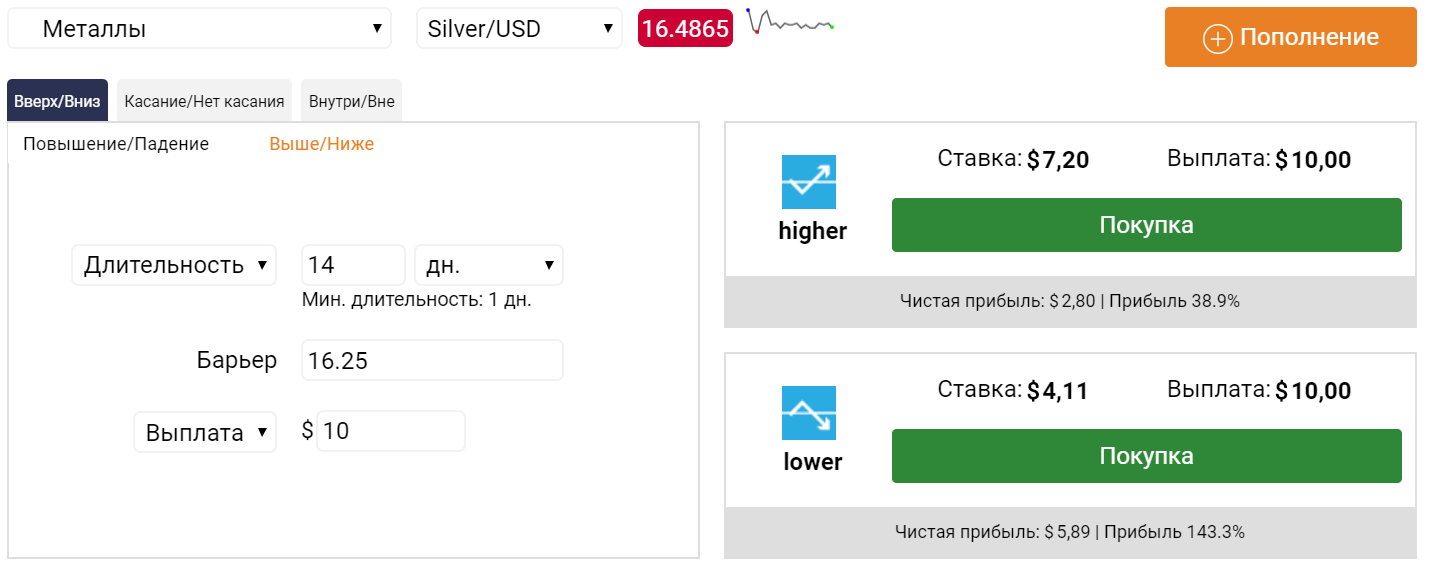 Металлы
Silver/USD
16.4865
Пополнение
Вверх/Вниз
Касание/Нет касания
Внутри/Вне
Повышение/Падение
Выше/Ниже
Длительность
14
дн.
Мин. длительность: 1 дн.
Барьер
16.25
Выплата
$ 10
Ставка: $7,20
Выплата: $10,00
higher
Покупка
Чистая прибыль: $2,80 | Прибыль 38.9%
Ставка: $4,11
Выплата: $10,00
lower
Покупка
Чистая прибыль: $5,89 | Прибыль 143.3%